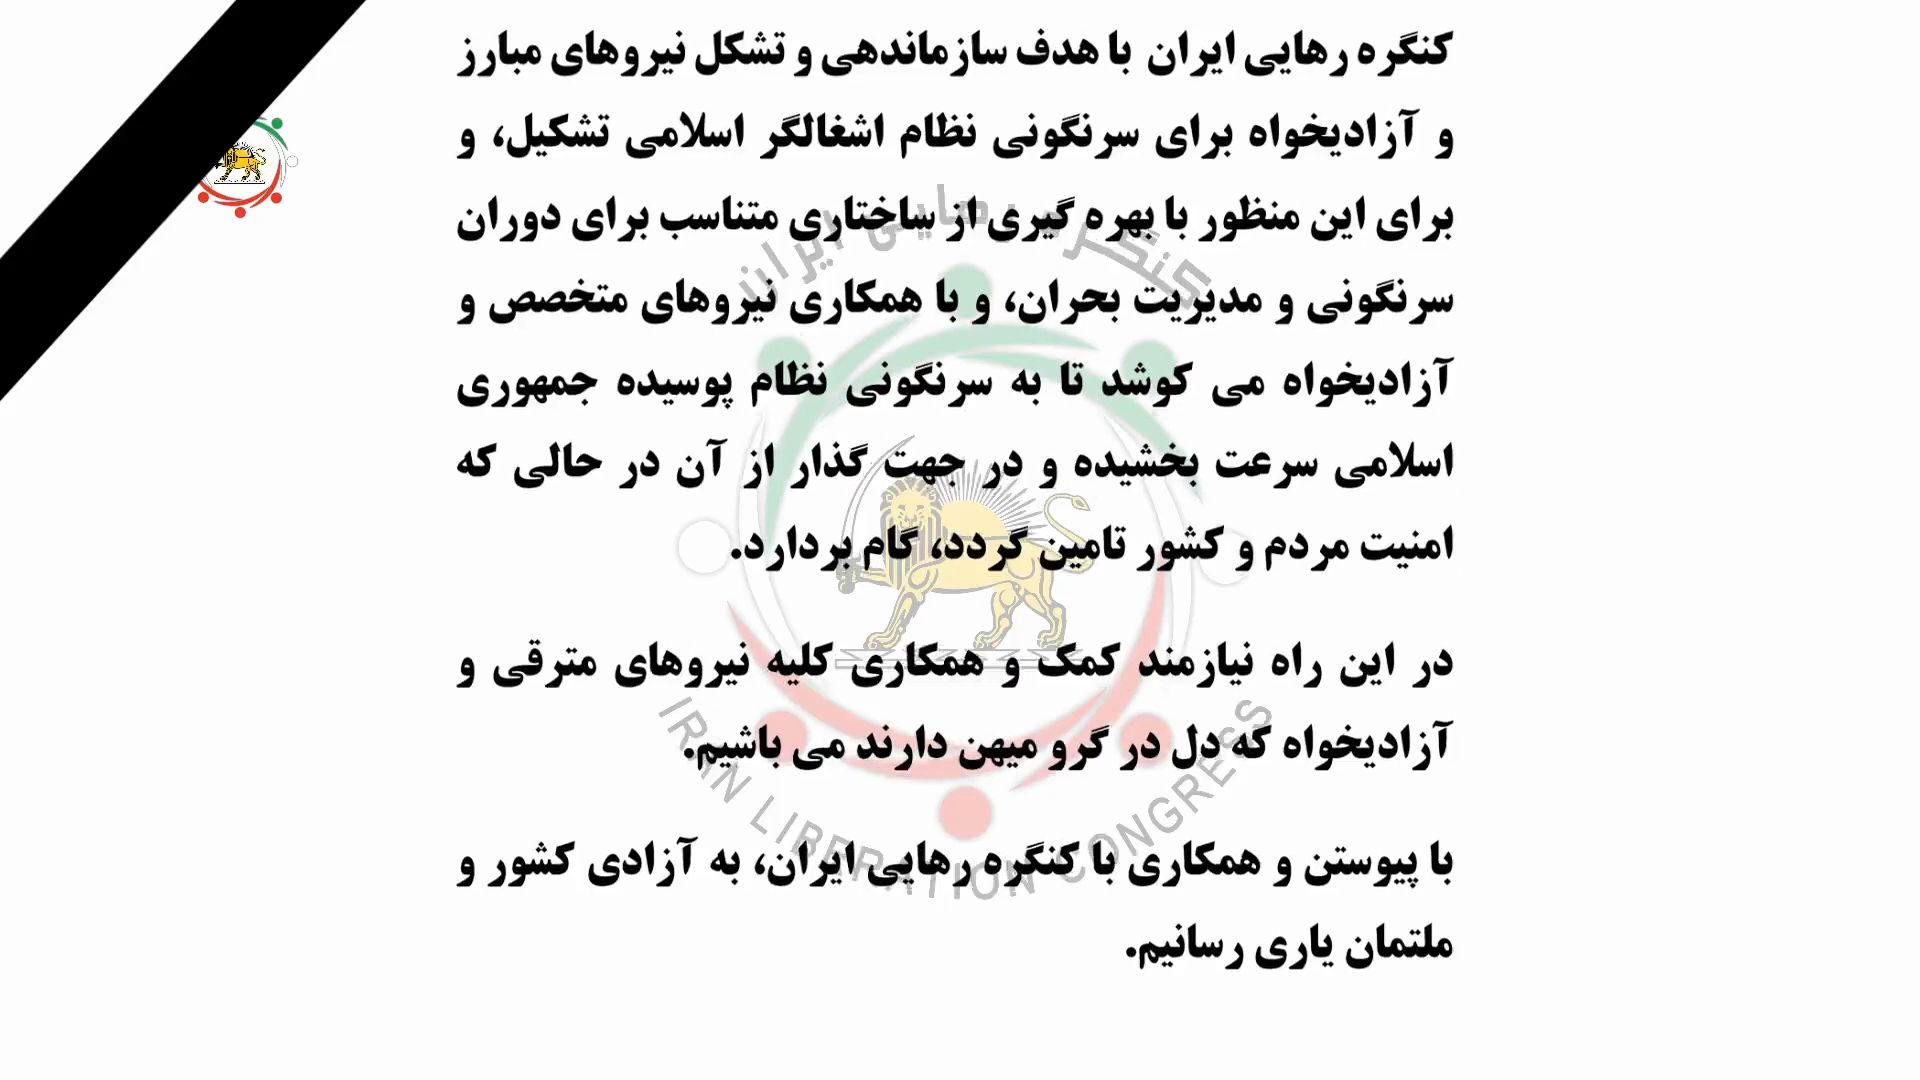 کنگره رهایی ایران با هدف سازماندهی و تشکل نیروهای مبارز
و آزادیخواه برای سرنگونی نظام اشغالگر اسلامی تشکیل، و
برای این منظور با بهره گیری از ساختاری متناسب برای دوران
سرنگونی و مدیریت بحران، و با همکاری نیروهای متخصص و
آزادیخواه می کوشد تا به سرنگونی نظام پوسیده جمهوری
اسلامی سرعت بخشیده و در جهت گذار از آن در حالی که
امنیت مردم و کشور تامین گردد، گام بردارد.
در این راه نیازمند کمک و همکاری کلیه نیروهای مترقی و
آزادیخواه که دل در گرو میهن دارند می باشیم.
با پیوستن و همکاری با کنگره رهایی ایران، به آزادی کشور و
ملتمان یاری رسانیم.
کنگره رهایی ایران
IRAN LIBERATION CONGRESS